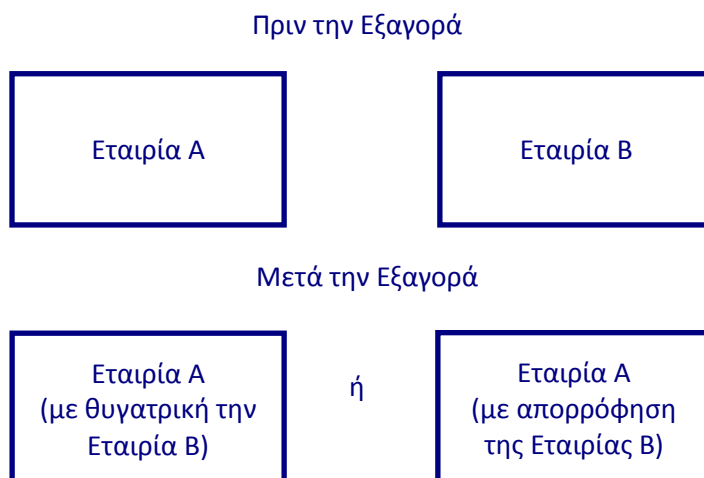 Πριν την Εξαγορά
Εταιρία Α
Εταιρία Β
Μετά την Εξαγορά
Εταιρία Α
(με θυγατρική την
Εταιρία Β)
ή
Εταιρία Α
(με απορρόφηση
της Εταιρίας Β)